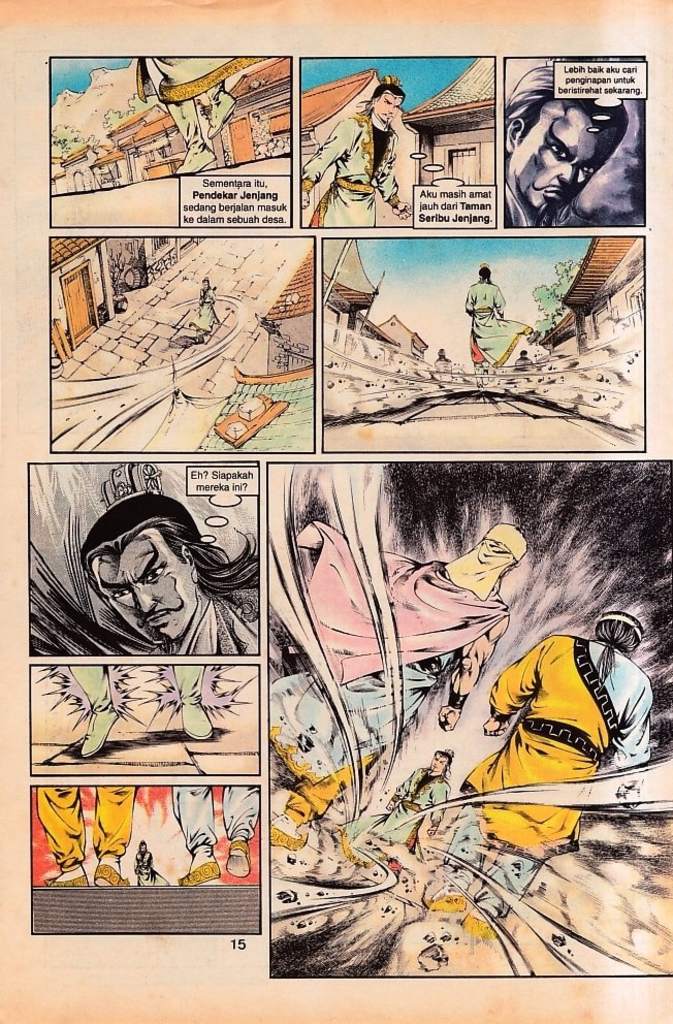 Sementara itu,
Pendekar Jenjang
sedang berjalan masuk
ke dalam sebuah desa.
Aku masih amat
jauh dari Taman
Seribu Jenjang.
Lebih baik aku cari
penginapan untuk
beristirehat sekarang.
Eh? Siapakah
mereka ini?
15